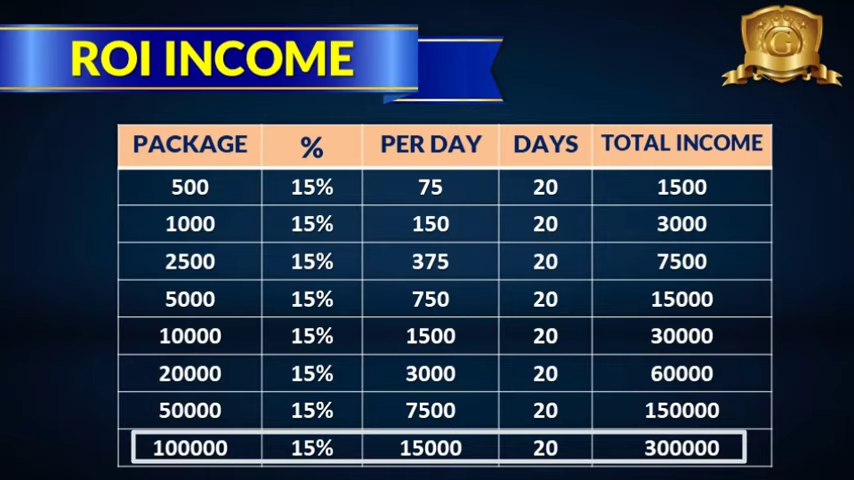 ROI INCOME
G
PACKAGE % PER DAY DAYS TOTAL INCOME
500 15% 75 20 1500
1000 15% 150 20 3000
2500 15% 375 20 7500
5000 15% 750 20 15000
10000 15% 1500 20 30000
20000 15% 3000 20 60000
50000 15% 7500 20 150000
100000 15% 15000 20 300000